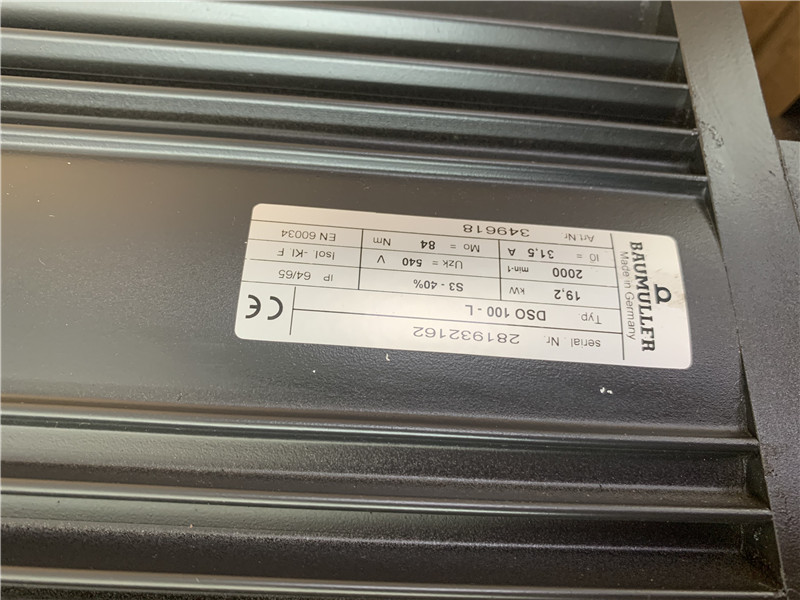 BAUMÜLLER
Made in Germany
serial . Nr. 281932162
Typ. DSO 100 - L
19,2 kW S3 - 40% IP 64/65
2000 min-1 Uzk = 540 V Isol -Kl F
I0 = 31,5 A Mo = 84 Nm EN 60034
Art.Nr. 349618
CE